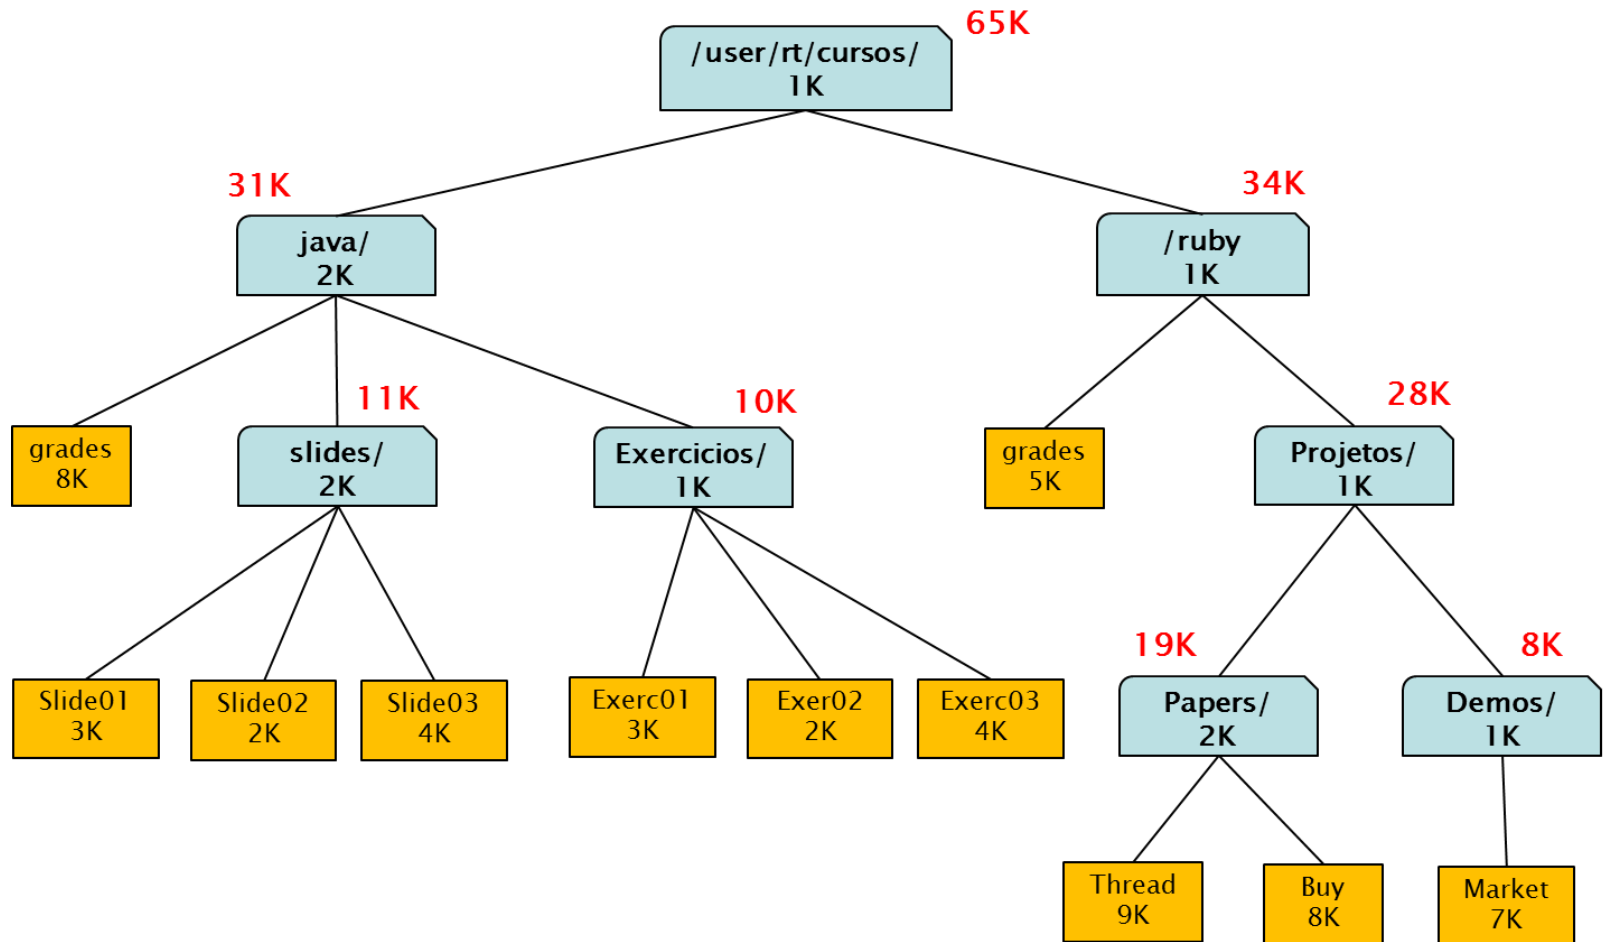 65K
/user/rt/cursos/
1K
31K
34K
java/
2K
/ruby
1K
11K
10K
28K
grades
8K
slides/
2K
Exercicios/
1K
grades
5K
Projetos/
1K
19K
8K
Slide01
3K
Slide02
2K
Slide03
4K
Exerc01
3K
Exer02
2K
Exerc03
4K
Papers/
2K
Demos/
1K
Thread
9K
Buy
8K
Market
7K